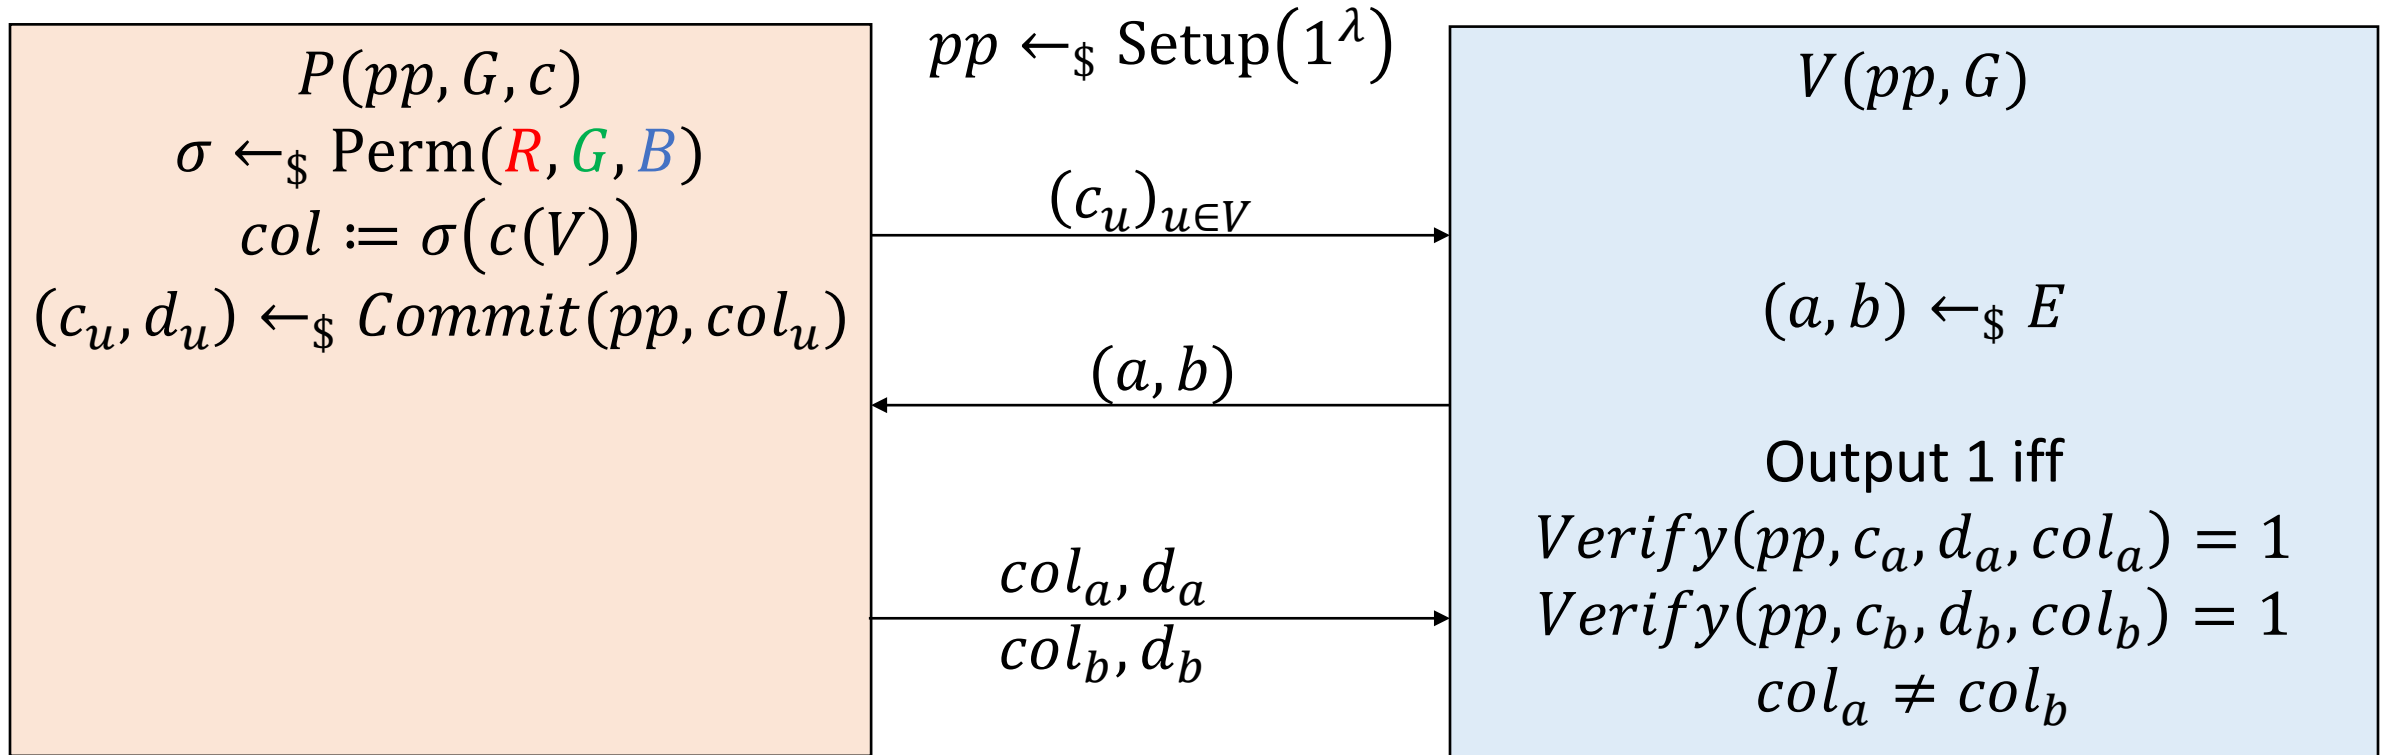 P(pp, G, c)
σ ←$ Perm(R, G, B)
col ≔ σ(c(V))
(c_u, d_u) ←$ Commit(pp, col_u)
pp ←$ Setup(1^λ)
(c_u)_{u∈V}
(a, b)
col_a, d_a
col_b, d_b
V(pp, G)
(a, b) ←$ E
Output 1 iff
Verify(pp, c_a, d_a, col_a) = 1
Verify(pp, c_b, d_b, col_b) = 1
col_a ≠ col_b